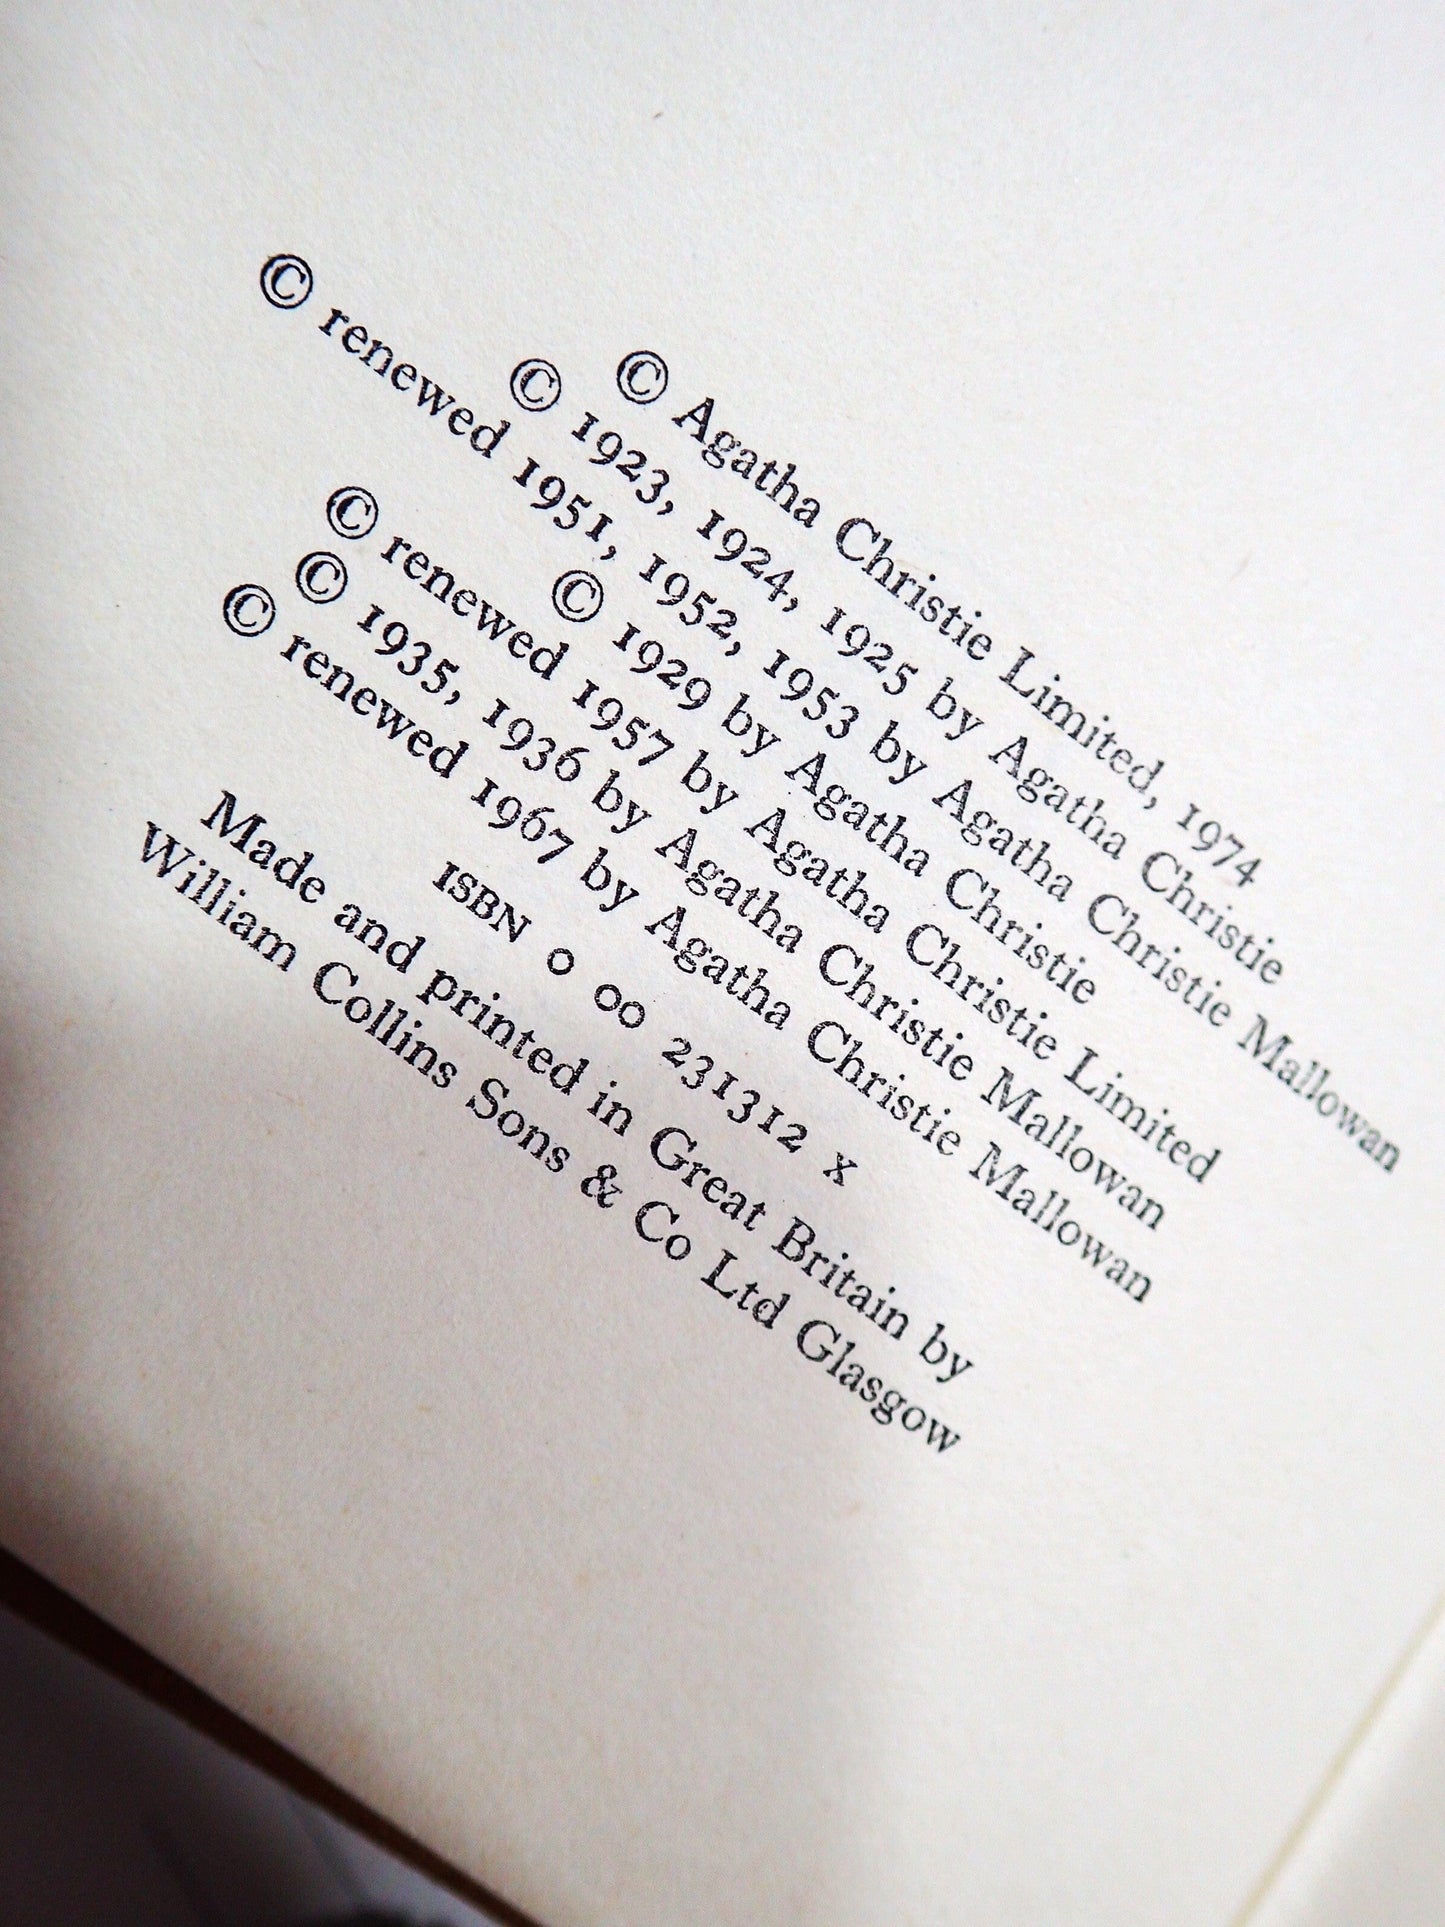 © Agatha Christie Limited, 1974
© 1923, 1924, 1925 by Agatha Christie
© renewed 1951, 1952, 1953 by Agatha Christie Mallowan
© 1929 by Agatha Christie
© renewed 1957 by Agatha Christie Limited
© 1935, 1936 by Agatha Christie Mallowan
© renewed 1967 by Agatha Christie Mallowan
ISBN 0 00 231312 x
Made and printed in Great Britain by
William Collins Sons & Co Ltd Glasgow